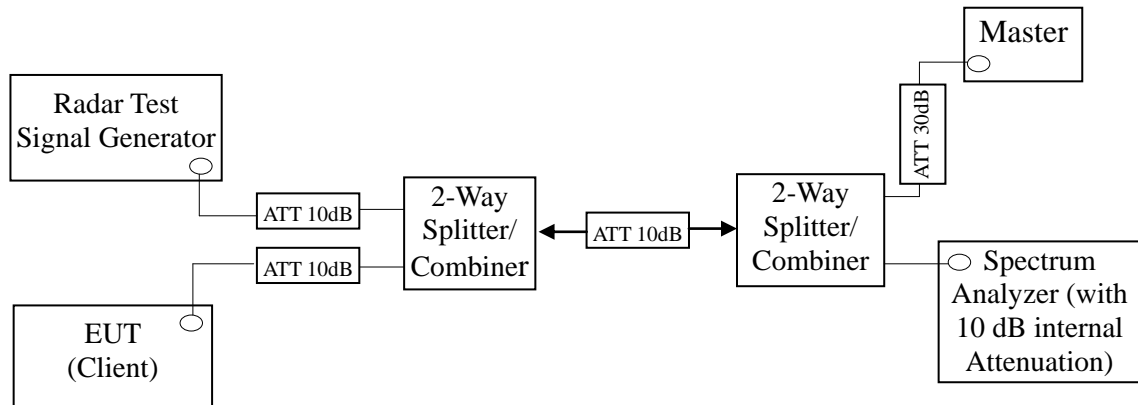 Radar Test
Signal Generator
ATT 10dB
ATT 10dB
EUT
(Client)
2-Way
Splitter/
Combiner
ATT 10dB
2-Way
Splitter/
Combiner
ATT 30dB
Master
Spectrum
Analyzer (with
10 dB internal
Attenuation)